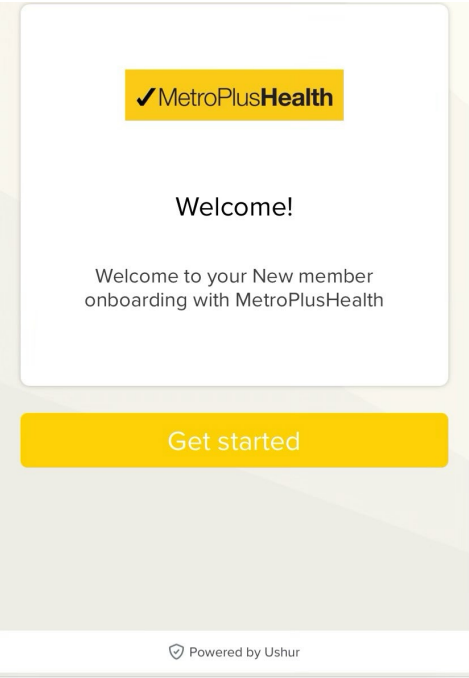 ✓MetroPlusHealth
Welcome!
Welcome to your New member
onboarding with MetroPlusHealth
Get started
Powered by Ushur